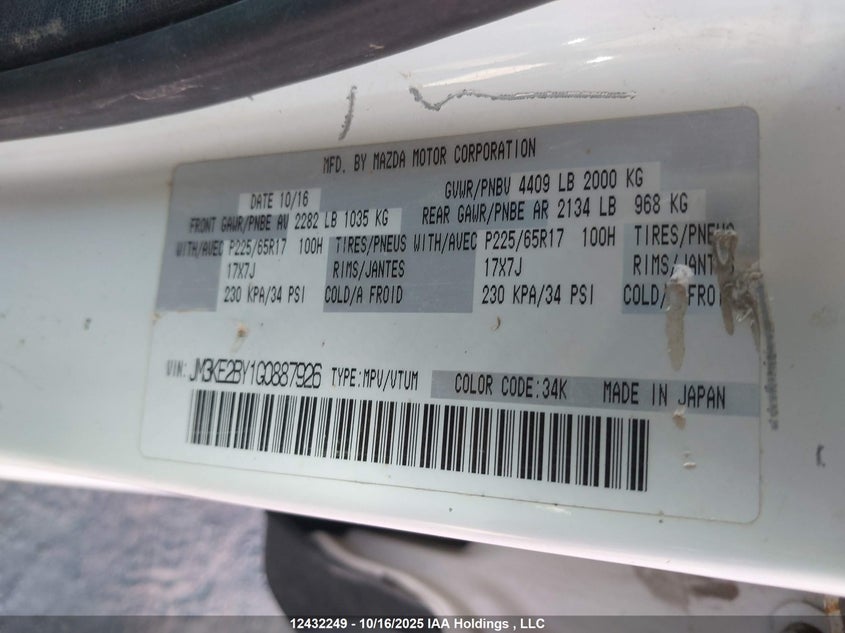 MFD. BY MAZDA MOTOR CORPORATION
DATE 10/16 GVWR/PNBV 4409 LB 2000 KG
FRONT GAWR/PNBE AV 2282 LB 1035 KG REAR GAWR/PNBE AR 2134 LB 968 KG
WITH/AVEC P225/65R17 100H TIRES/PNEUS WITH/AVEC P225/65R17 100H TIRES/PNEUS
17X7J RIMS/JANTES 17X7J RIMS/JANTES
230 KPA/34 PSI COLD/A FROID 230 KPA/34 PSI COLD/A FROID
VIN: JM3KE2BY1G0887926 TYPE:MPV/VTUM COLOR CODE:34K MADE IN JAPAN
12432249 - 10/16/2025 IAA Holdings , LLC